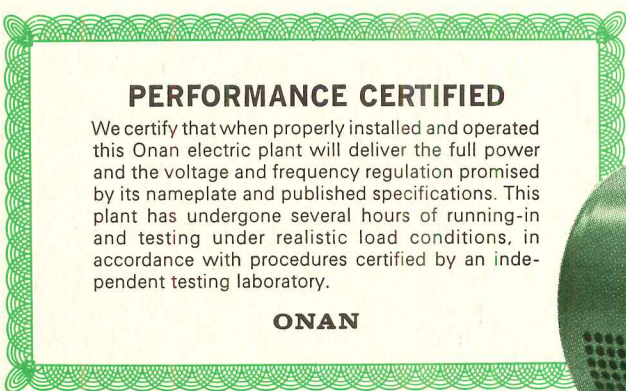 PERFORMANCE CERTIFIED
We certify that when properly installed and operated
this Onan electric plant will deliver the full power
and the voltage and frequency regulation promised
by its nameplate and published specifications. This
plant has undergone several hours of running-in
and testing under realistic load conditions, in
accordance with procedures certified by an inde-
pendent testing laboratory.
ONAN